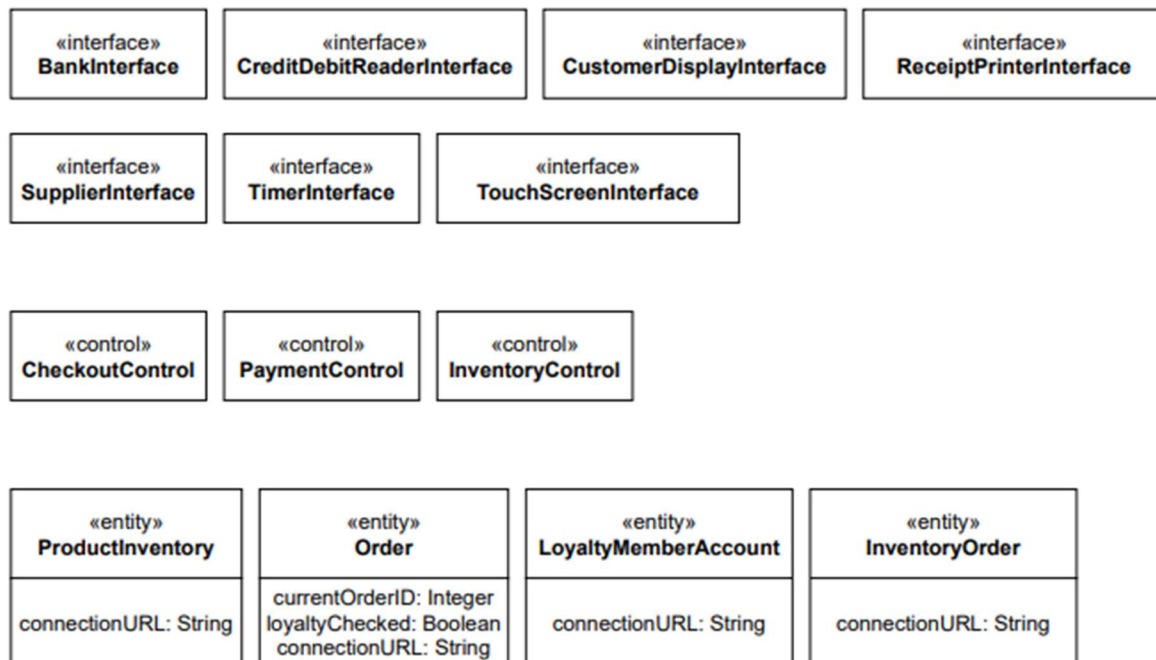 «interface»
BankInterface
«interface»
CreditDebitReaderInterface
«interface»
CustomerDisplayInterface
«interface»
ReceiptPrinterInterface
«interface»
SupplierInterface
«interface»
TimerInterface
«interface»
TouchScreenInterface
«control»
CheckoutControl
«control»
PaymentControl
«control»
InventoryControl
«entity»
ProductInventory
connectionURL: String
«entity»
Order
currentOrderID: Integer
loyaltyChecked: Boolean
connectionURL: String
«entity»
LoyaltyMemberAccount
connectionURL: String
«entity»
InventoryOrder
connectionURL: String